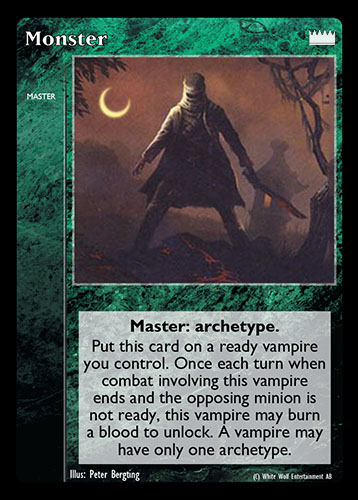 Monster
MASTER
Master: archetype.
Put this card on a ready vampire
you control. Once each turn when
combat involving this vampire
ends and the opposing minion is
not ready, this vampire may burn
a blood to unlock. A vampire may
have only one archetype.
Illus: Peter Bergting
(C) White Wolf Entertainment AB